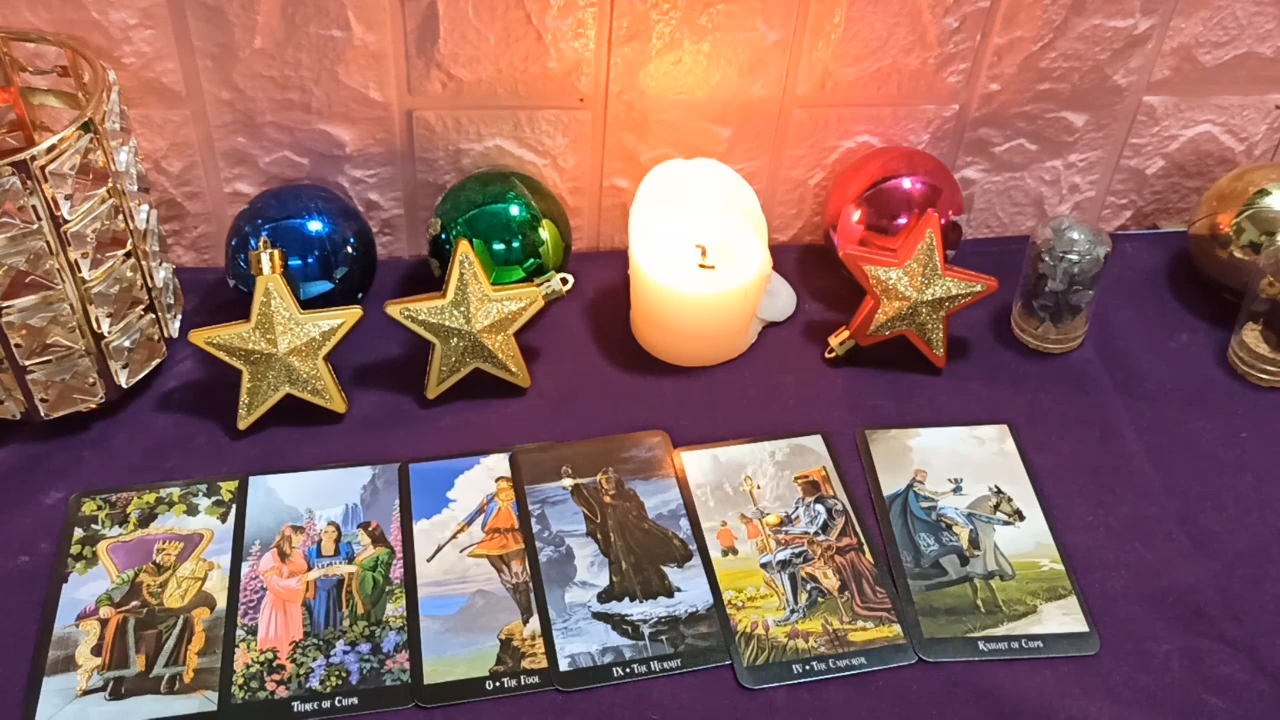 Three of Cups
0 • The Fool
IX • The Hermit
IV • The Emperor
Knight of Cups